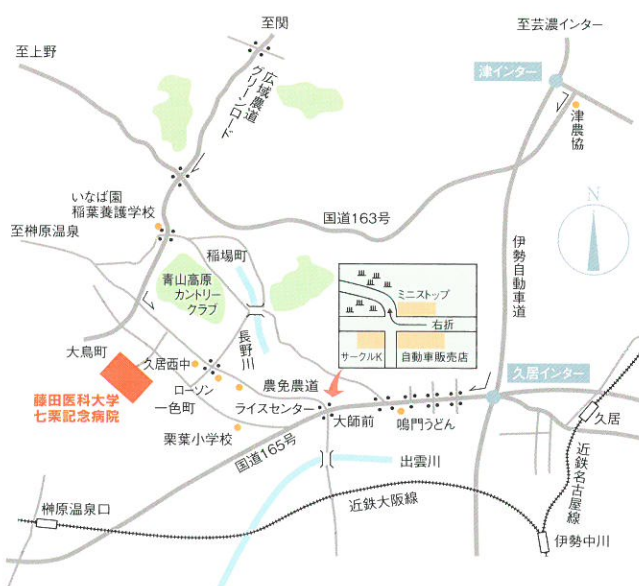 至関
至芸濃インター
至上野
津インター
広域農道
グリーンロード
津農協
いなば園
稲葉養護学校
国道163号
N
至榊原温泉
稲場町
伊勢自動車道
青山高原
カントリー
クラブ
ミニストップ
右折
長野川
サークルK
自動車販売店
大鳥町
久居西中
久居インター
農免農道
藤田医科大学
七栗記念病院
ローソン
一色町
ライスセンター
大師前
鳴門うどん
久居
栗葉小学校
国道165号
出雲川
近鉄名古屋線
近鉄大阪線
榊原温泉口
伊勢中川